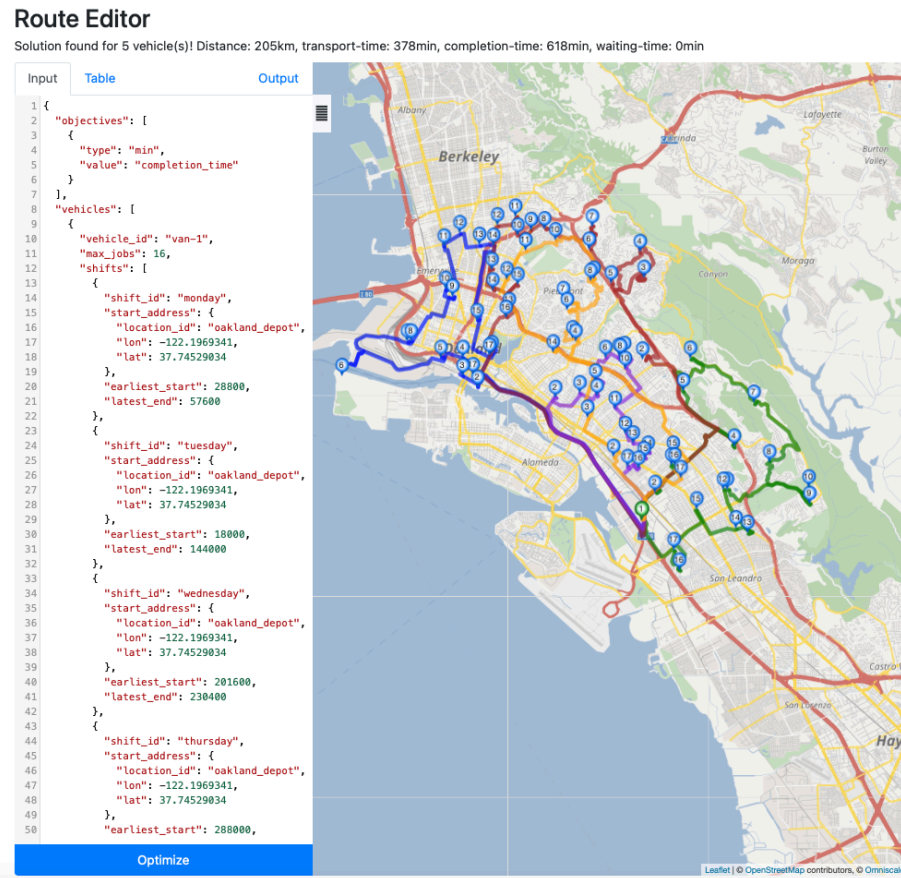 Route Editor
Solution found for 5 vehicle(s)! Distance: 205km, transport-time: 378min, completion-time: 618min, waiting-time: 0min
Input Table Output
1 {
2 "objectives": [
3 {
4 "type": "min",
5 "value": "completion_time"
6 }
7 ],
8 "vehicles": [
9 {
10 "vehicle_id": "van-1",
11 "max_jobs": 16,
12 "shifts": [
13 {
14 "shift_id": "monday",
15 "start_address": {
16 "location_id": "oakland_depot",
17 "lon": -122.1969341,
18 "lat": 37.74529034
19 },
20 "earliest_start": 28800,
21 "latest_end": 57600
22 },
23 {
24 "shift_id": "tuesday",
25 "start_address": {
26 "location_id": "oakland_depot",
27 "lon": -122.1969341,
28 "lat": 37.74529034
29 },
30 "earliest_start": 18000,
31 "latest_end": 144000
32 },
33 {
34 "shift_id": "wednesday",
35 "start_address": {
36 "location_id": "oakland_depot",
37 "lon": -122.1969341,
38 "lat": 37.74529034
39 },
40 "earliest_start": 201600,
41 "latest_end": 230400
42 },
43 {
44 "shift_id": "thursday",
45 "start_address": {
46 "location_id": "oakland_depot",
47 "lon": -122.1969341,
48 "lat": 37.74529034
49 },
50 "earliest_start": 288000,
Optimize
Albany
Lafayette
Berkeley
Burton
Valley
Moraga
Canyon
Alameda
San Leandro
Castro V
San Lorenzo
Hay
Leaflet | © OpenStreetMap contributors, © Omniscale